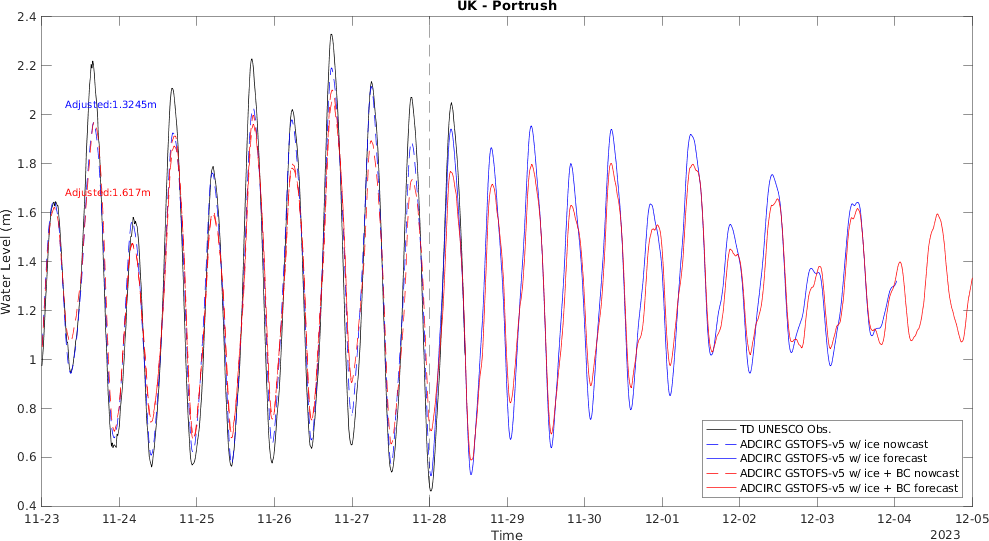 UK - Portrush
2.4
2.2
2
1.8
1.6
1.4
1.2
1
0.8
0.6
0.4
Water Level (m)
Adjusted:1.3245m
Adjusted:1.617m
TD UNESCO Obs.
ADCIRC GSTOFS-v5 w/ ice nowcast
ADCIRC GSTOFS-v5 w/ ice forecast
ADCIRC GSTOFS-v5 w/ ice + BC nowcast
ADCIRC GSTOFS-v5 w/ ice + BC forecast
11-23 11-24 11-25 11-26 11-27 11-28 11-29 11-30 12-01 12-02 12-03 12-04 12-05
Time
2023